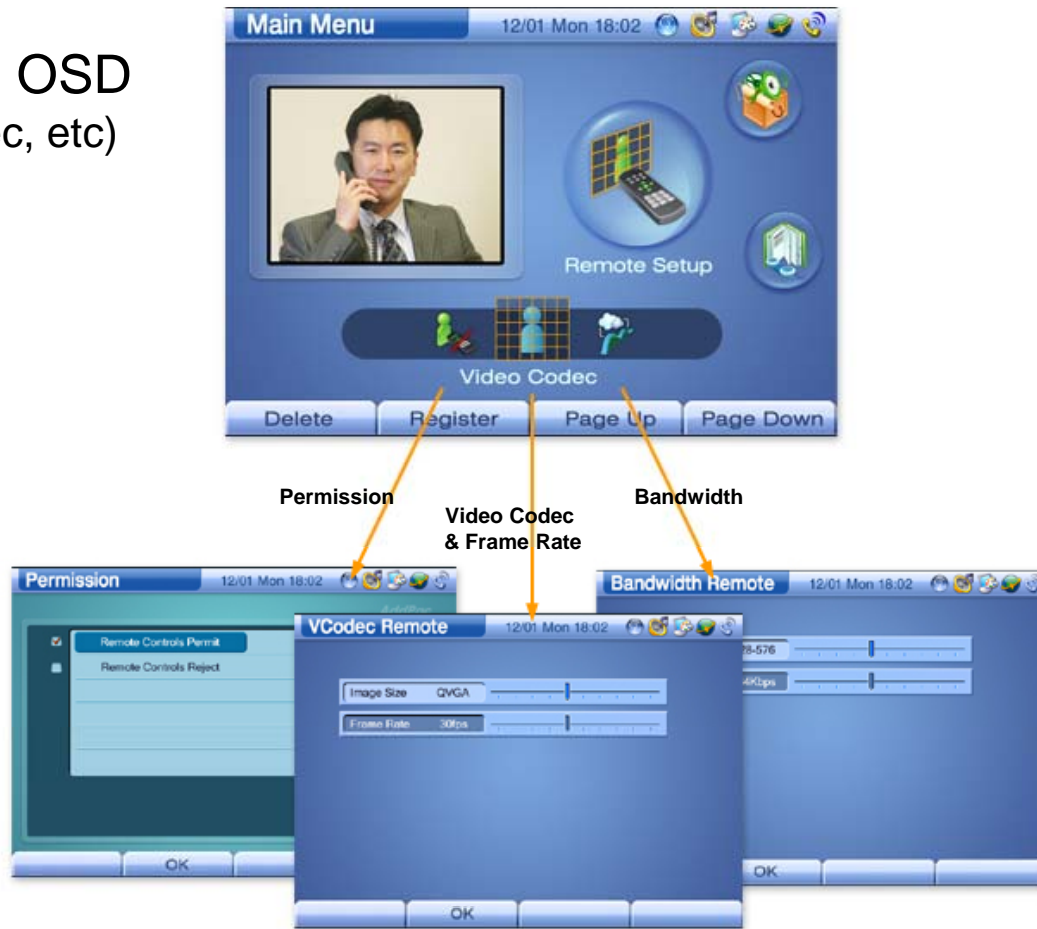 OSD
c, etc)
Main Menu 12/01 Mon 18:02
Remote Setup
Video Codec
Delete Register Page Up Page Down
Permission
Video Codec
& Frame Rate
Bandwidth
Permission 12/01 Mon 18:02
Remote Controls Permit
Remote Controls Reject
OK
VCodec Remote 12/01 Mon 18:02
Image Size QVGA
Frame Rate 30fps
OK
Bandwidth Remote 12/01 Mon 18:02
28-576
4Kbps
OK